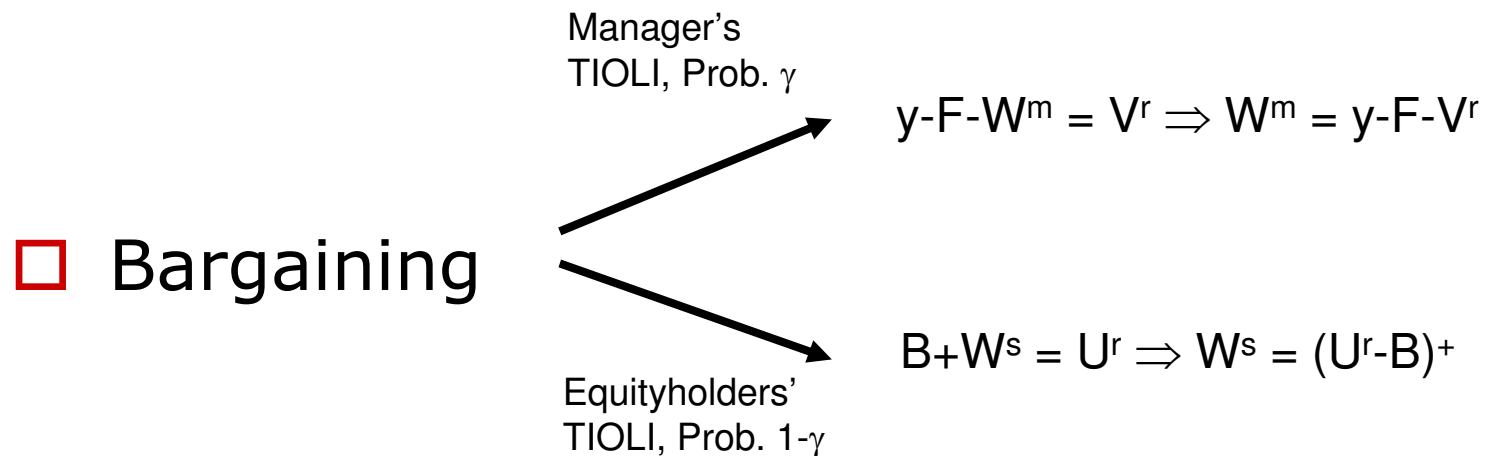 Manager's
TIOLI, Prob. γ
y-F-Wᵐ = Vʳ ⇒ Wᵐ = y-F-Vʳ
Bargaining
B+Wˢ = Uʳ ⇒ Wˢ = (Uʳ-B)⁺
Equityholders'
TIOLI, Prob. 1-γ